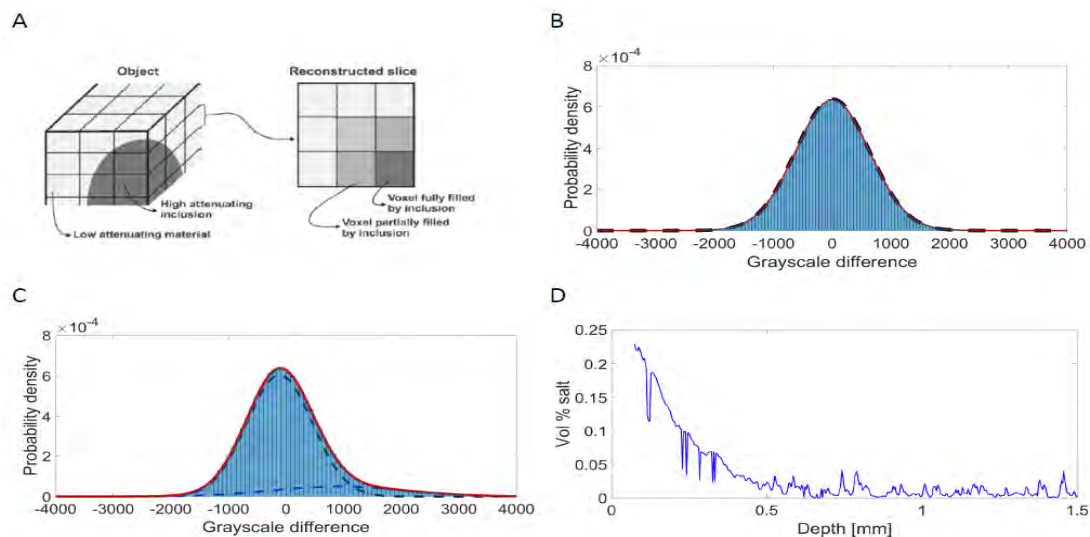 A
Object
Reconstructed slice
High attenuating
inclusion
Low attenuating material
Voxel fully filled
by inclusion
Voxel partially filled
by inclusion
B
×10⁻⁴
8
6
4
2
0
Probability density
-4000 -3000 -2000 -1000 0 1000 2000 3000 4000
Grayscale difference
C
×10⁻⁴
8
6
4
2
0
Probability density
-4000 -3000 -2000 -1000 0 1000 2000 3000 4000
Grayscale difference
D
0.25
0.2
0.15
0.1
0.05
0
Vol % salt
0 0.5 1 1.5
Depth [mm]